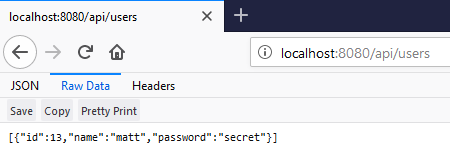 localhost:8080/api/users
localhost:8080/api/users
JSON Raw Data Headers
Save Copy Pretty Print
[{"id":13,"name":"matt","password":"secret"}]